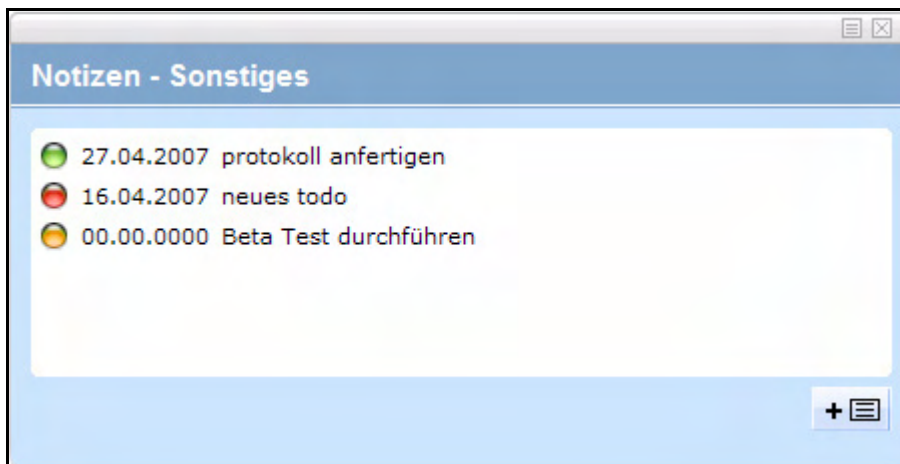 Notizen - Sonstiges
27.04.2007 protokoll anfertigen
16.04.2007 neues todo
00.00.0000 Beta Test durchführen
+